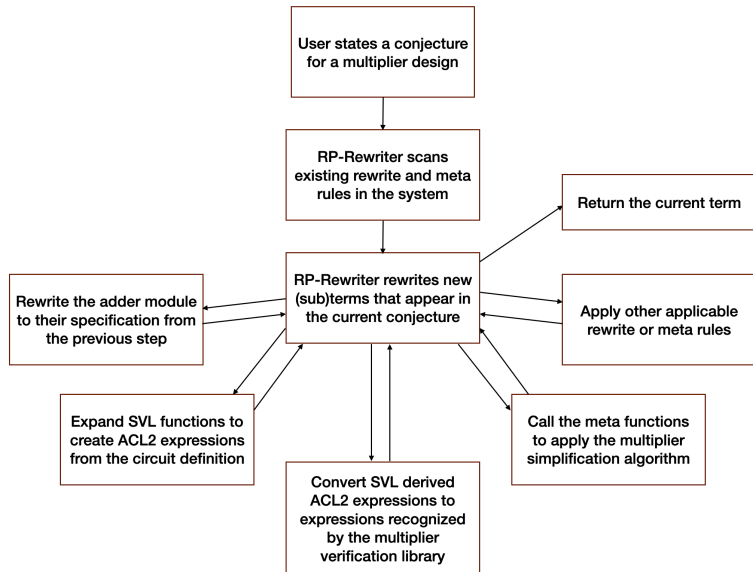 User states a conjecture
for a multiplier design
RP-Rewriter scans
existing rewrite and meta
rules in the system
Return the current term
RP-Rewriter rewrites new
(sub)terms that appear in
the current conjecture
Rewrite the adder module
to their specification from
the previous step
Apply other applicable
rewrite or meta rules
Expand SVL functions to
create ACL2 expressions
from the circuit definition
Call the meta functions
to apply the multiplier
simplification algorithm
Convert SVL derived
ACL2 expressions to
expressions recognized
by the multiplier
verification library